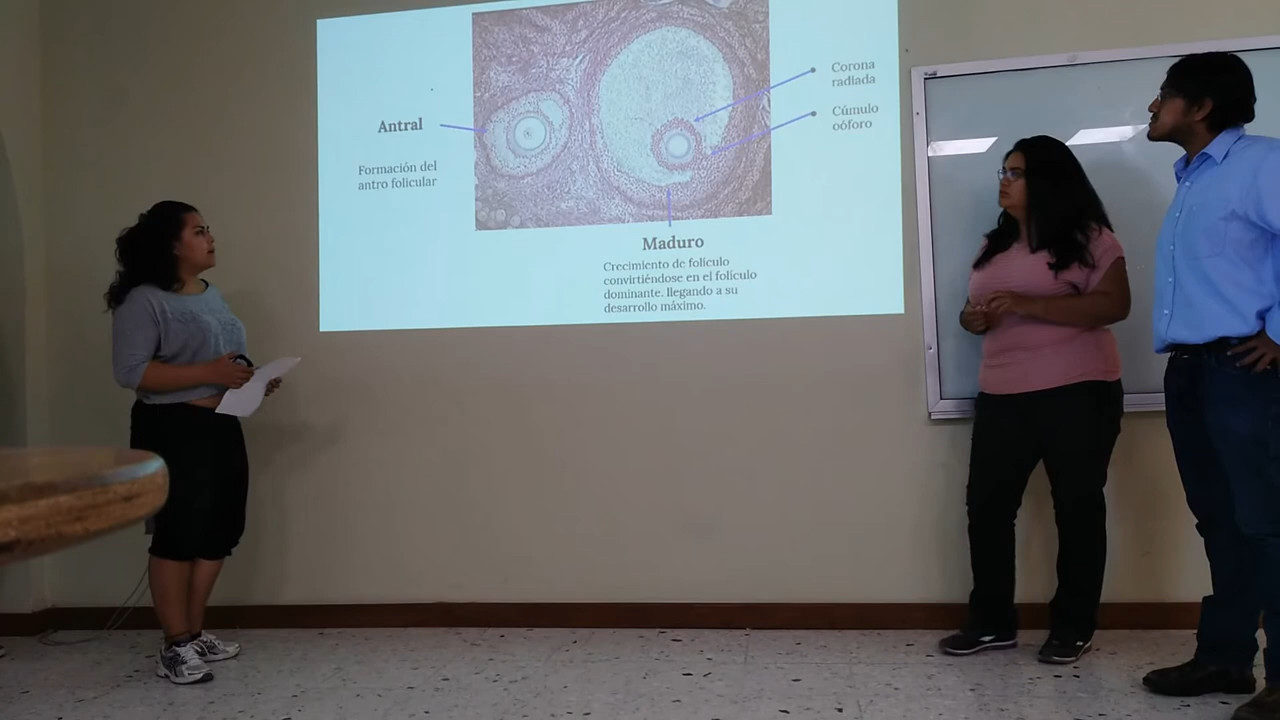 Antral
Formación del
antro folicular
Corona
radiada
Cúmulo
oóforo
Maduro
Crecimiento de folículo
convirtiéndose en el folículo
dominante. llegando a su
desarrollo máximo.